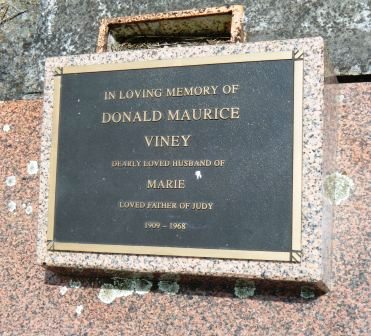 IN LOVING MEMORY OF
DONALD MAURICE
VINEY
DEARLY LOVED HUSBAND OF
MARIE
LOVED FATHER OF JUDY
1909 – 1968